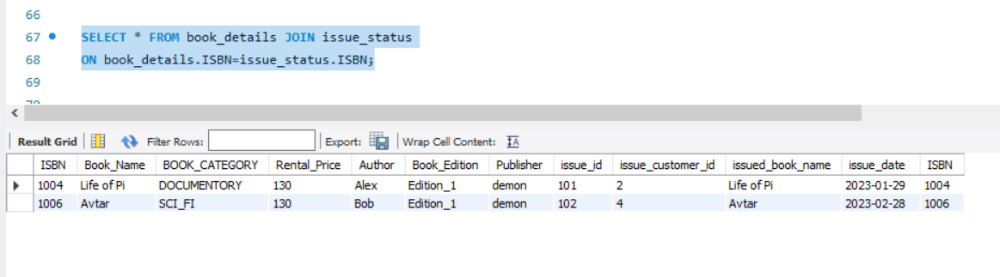 66
67 SELECT * FROM book_details JOIN issue_status
68 ON book_details.ISBN=issue_status.ISBN;
69
Result Grid Filter Rows: Export: Wrap Cell Content:
ISBN Book_Name BOOK_CATEGORY Rental_Price Author Book_Edition Publisher issue_id issue_customer_id issued_book_name issue_date ISBN
1004 Life of Pi DOCUMENTORY 130 Alex Edition_1 demon 101 2 Life of Pi 2023-01-29 1004
1006 Avtar SCI_FI 130 Bob Edition_1 demon 102 4 Avtar 2023-02-28 1006